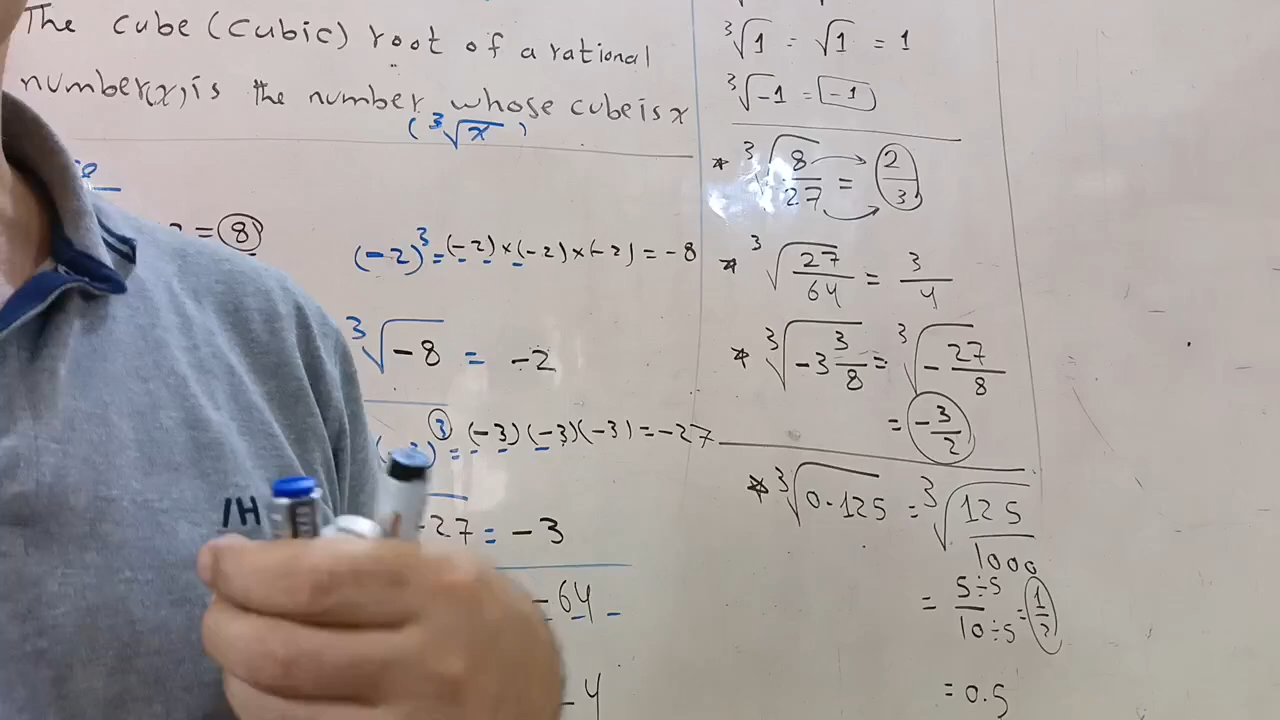 The cube (cubic) root of a rational
number(x) is the number whose cube is x
(∛x)
= 8
(-2)³ = (-2) × (-2) × (-2) = -8
∛-8 = -2
3 = (-3) (-3) (-3) = -27
-27 = -3
-64
-4
∛1 = √1 = 1
∛-1 = -1
* ∛(8/27) = 2/3
* ∛(27/64) = 3/4
* ∛(-3 3/8) = ∛(-27/8)
= -3/2
* ∛0.125 = ∛(125/1000)
= 5÷5/10÷5 = 1/2
= 0.5
1H